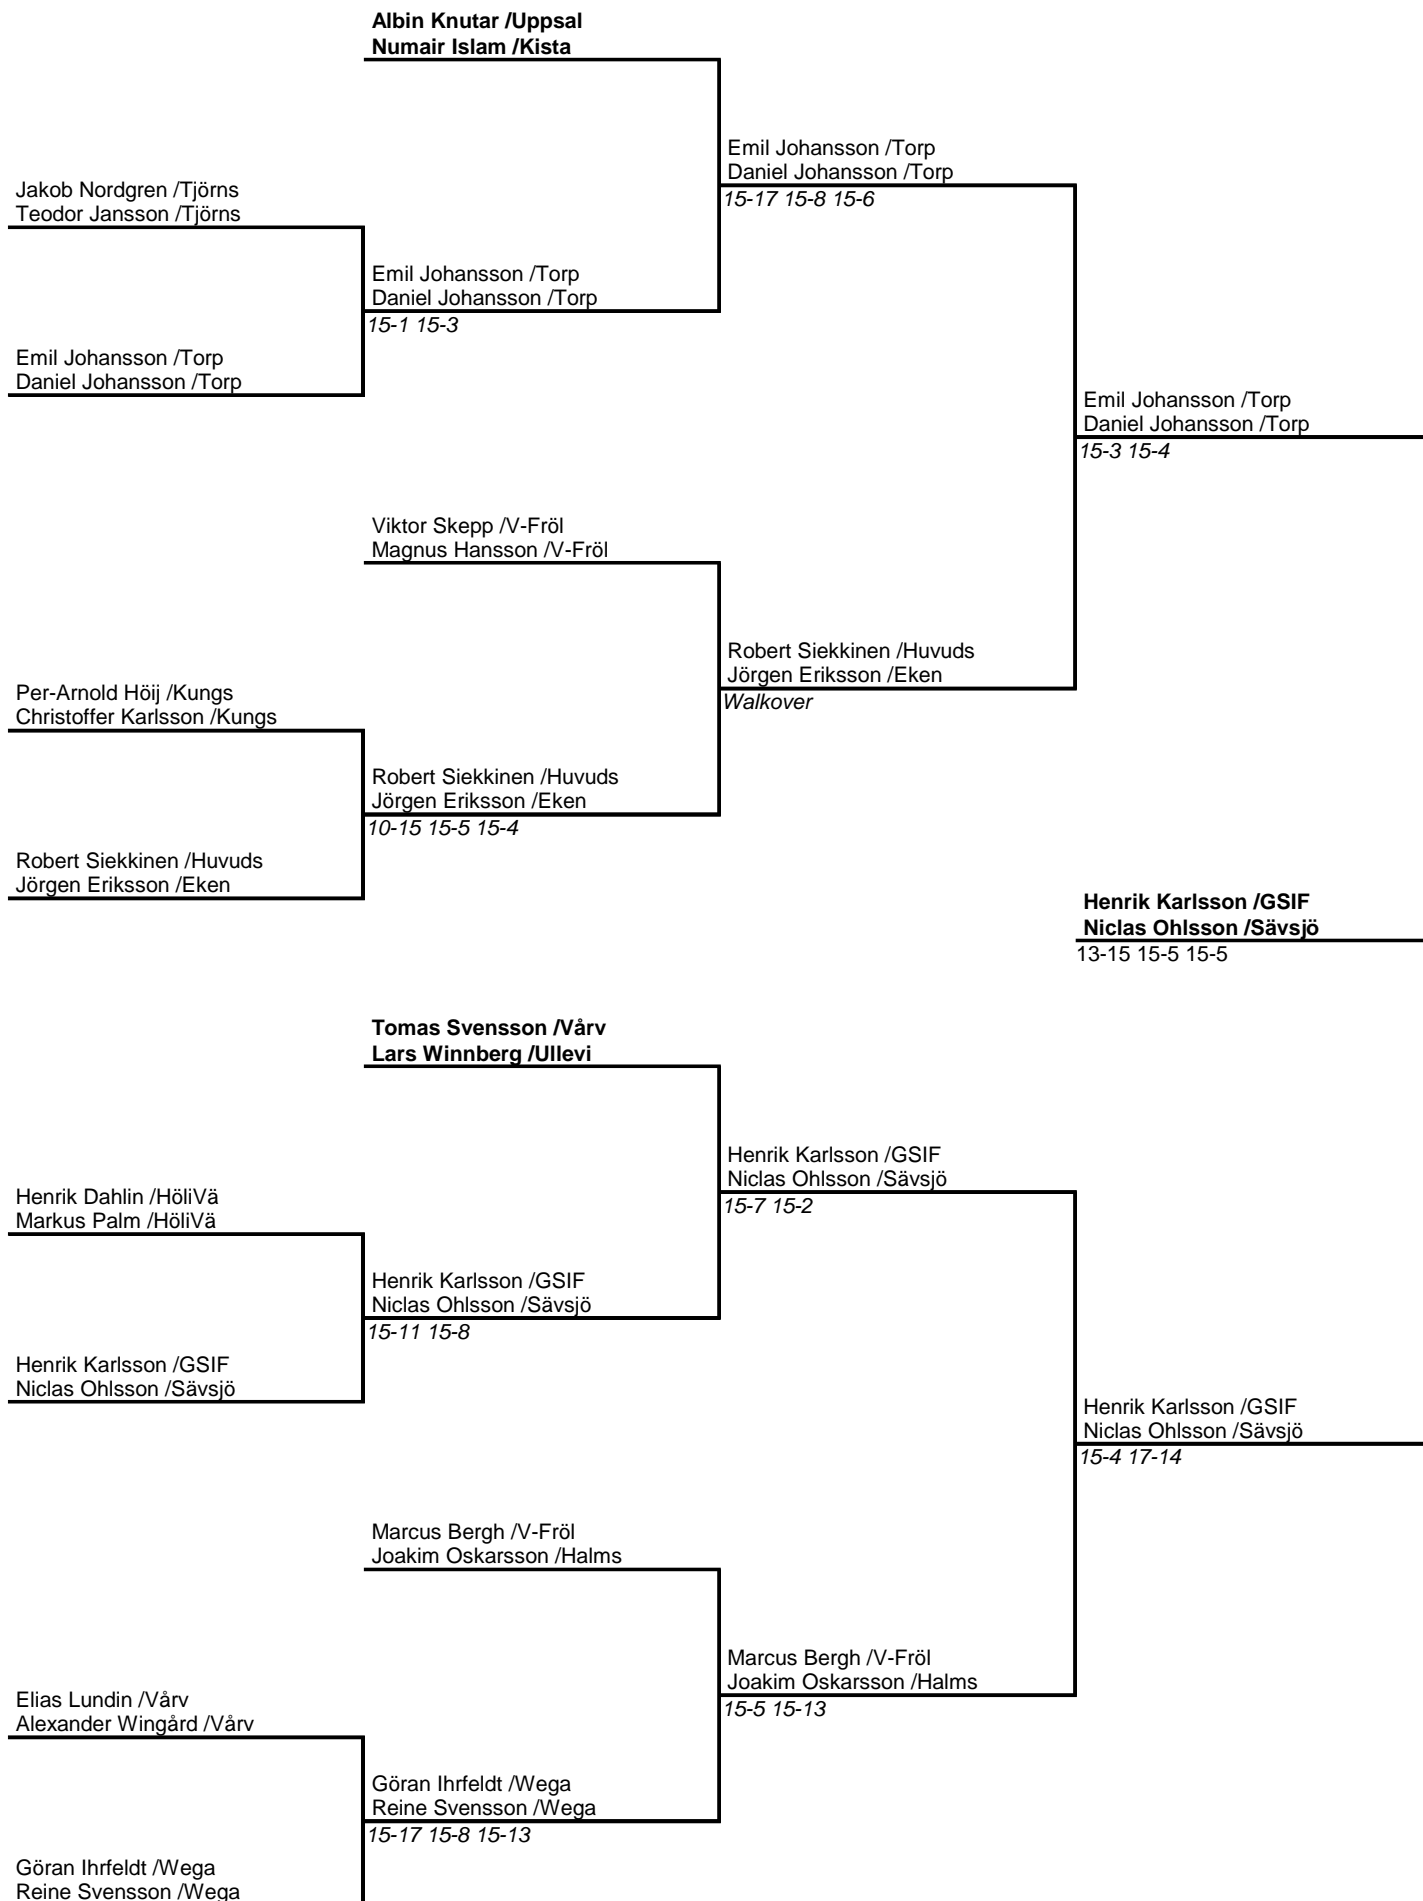 Albin Knutar /Uppsal
Numair Islam /Kista
Emil Johansson /Torp
Daniel Johansson /Torp
15-17 15-8 15-6
Jakob Nordgren /Tjörns
Teodor Jansson /Tjörns
Emil Johansson /Torp
Daniel Johansson /Torp
15-1 15-3
Emil Johansson /Torp
Daniel Johansson /Torp
Emil Johansson /Torp
Daniel Johansson /Torp
15-3 15-4
Viktor Skepp /V-Fröl
Magnus Hansson /V-Fröl
Robert Siekkinen /Huvuds
Jörgen Eriksson /Eken
Walkover
Per-Arnold Höij /Kungs
Christoffer Karlsson /Kungs
Robert Siekkinen /Huvuds
Jörgen Eriksson /Eken
10-15 15-5 15-4
Robert Siekkinen /Huvuds
Jörgen Eriksson /Eken
Henrik Karlsson /GSIF
Niclas Ohlsson /Sävsjö
13-15 15-5 15-5
Tomas Svensson /Vårv
Lars Winnberg /Ullevi
Henrik Karlsson /GSIF
Niclas Ohlsson /Sävsjö
15-7 15-2
Henrik Dahlin /HöliVä
Markus Palm /HöliVä
Henrik Karlsson /GSIF
Niclas Ohlsson /Sävsjö
15-11 15-8
Henrik Karlsson /GSIF
Niclas Ohlsson /Sävsjö
Henrik Karlsson /GSIF
Niclas Ohlsson /Sävsjö
15-4 17-14
Marcus Bergh /V-Fröl
Joakim Oskarsson /Halms
Marcus Bergh /V-Fröl
Joakim Oskarsson /Halms
15-5 15-13
Elias Lundin /Vårv
Alexander Wingård /Vårv
Göran Ihrfeldt /Wega
Reine Svensson /Wega
15-17 15-8 15-13
Göran Ihrfeldt /Wega
Reine Svensson /Wega